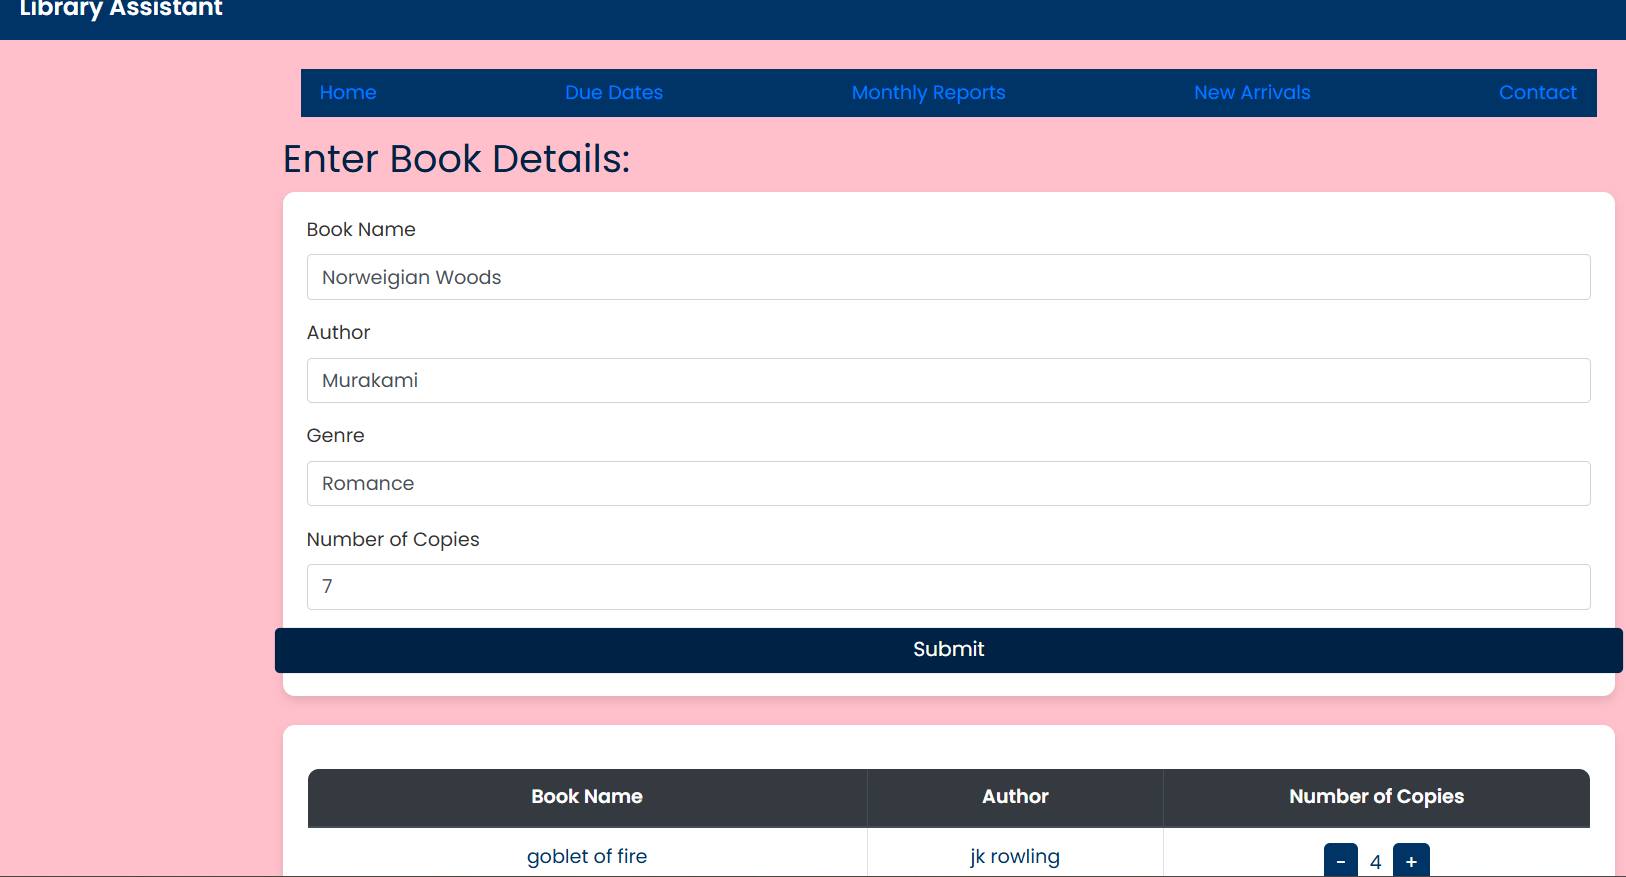 Library Assistant
Home Due Dates Monthly Reports New Arrivals Contact
Enter Book Details:
Book Name
Norweigian Woods
Author
Murakami
Genre
Romance
Number of Copies
7
Submit
Book Name Author Number of Copies
goblet of fire jk rowling - 4 +